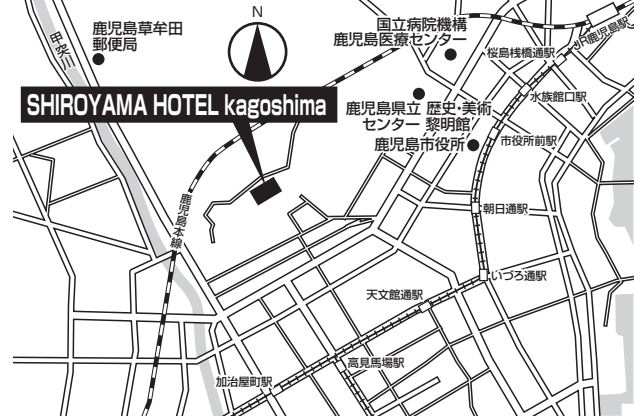 N
鹿児島草牟田
郵便局
甲突川
国立病院機構
鹿児島医療センター
JR鹿児島駅
桜島桟橋通駅
SHIROYAMA HOTEL kagoshima
水族館口駅
鹿児島県立 歴史・美術
センター 黎明館
鹿児島市役所
市役所前駅
鹿児島本線
朝日通駅
いづろ通駅
天文館通駅
高見馬場駅
加治屋町駅